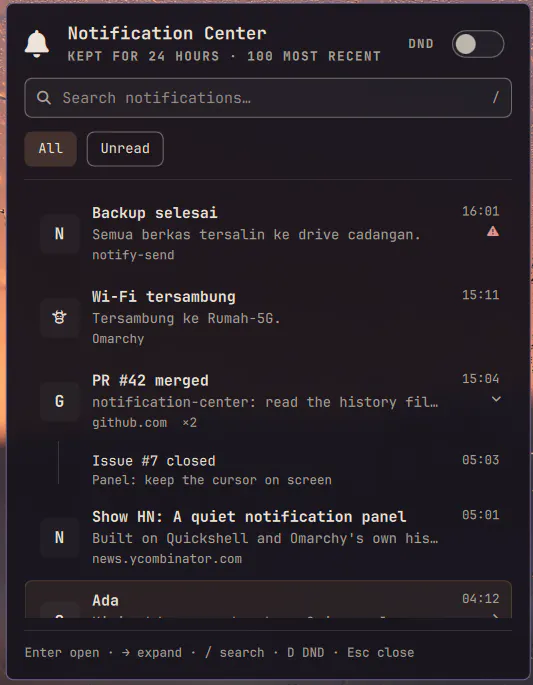 Notification Center
KEPT FOR 24 HOURS · 100 MOST RECENT
DND
Search notifications…
/
All
Unread
N
Backup selesai
16:01
Semua berkas tersalin ke drive cadangan.
notify-send
Wi-Fi tersambung
15:11
Tersambung ke Rumah-5G.
Omarchy
G
PR #42 merged
15:04
notification-center: read the history fil…
github.com ×2
Issue #7 closed
05:03
Panel: keep the cursor on screen
N
Show HN: A quiet notification panel
05:01
Built on Quickshell and Omarchy's own his…
news.ycombinator.com
Ada
04:12
Enter open · → expand · / search · D DND · Esc close